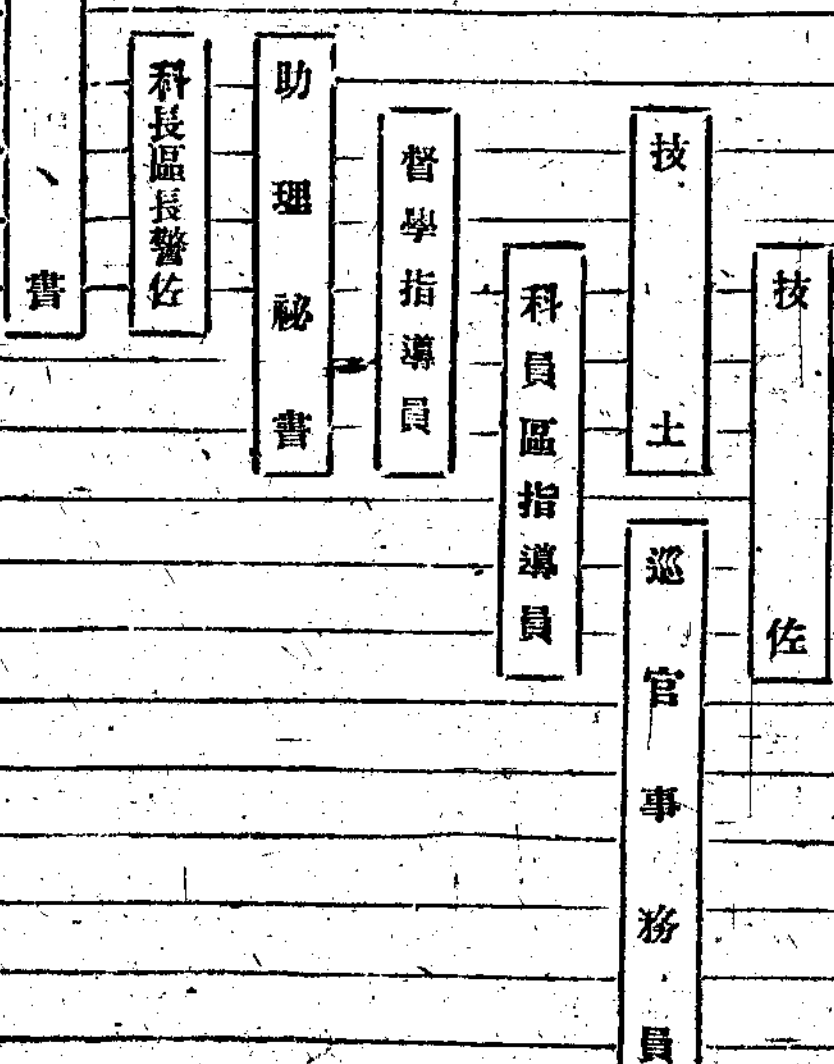 技佐
技士
巡官事務員
科員區指導員
督學指導員
助理祕書
科長區長警佐
書